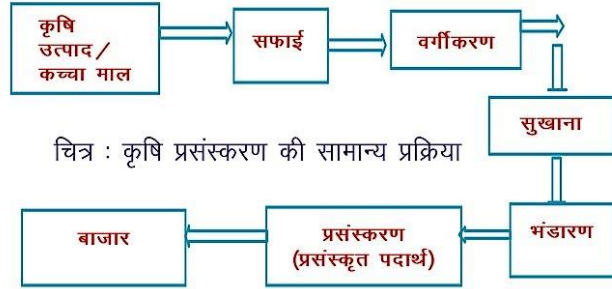 कृषि
उत्पाद /
कच्चा माल
सफाई
वर्गीकरण
सुखाना
चित्र : कृषि प्रसंस्करण की सामान्य प्रक्रिया
भंडारण
प्रसंस्करण
(प्रसंस्कृत पदार्थ)
बाजार